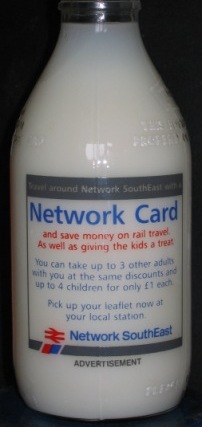 Travel around Network SouthEast with a
Network Card
and save money on rail travel.
As well as giving the kids a treat.
You can take up to 3 other adults
with you at the same discounts and
up to 4 children for only £1 each.
Pick up your leaflet now at
your local station.
Network SouthEast
ADVERTISEMENT